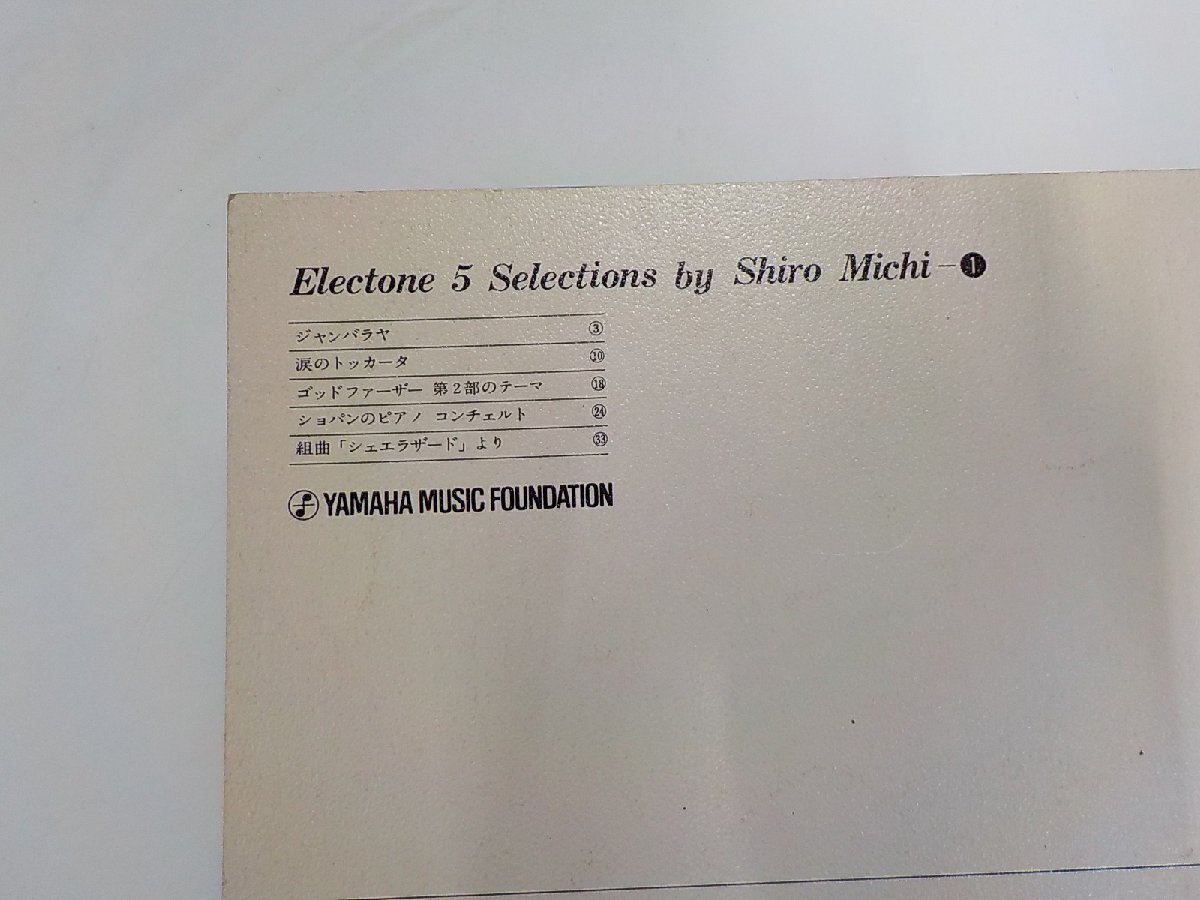 Electone 5 Selections by Shiro Michi－❶
ジャンバラヤ ③
涙のトッカータ ⑩
ゴッドファーザー 第2部のテーマ ⑱
ショパンのピアノ コンチェルト ㉔
組曲「シェエラザード」より ㉝
YAMAHA MUSIC FOUNDATION